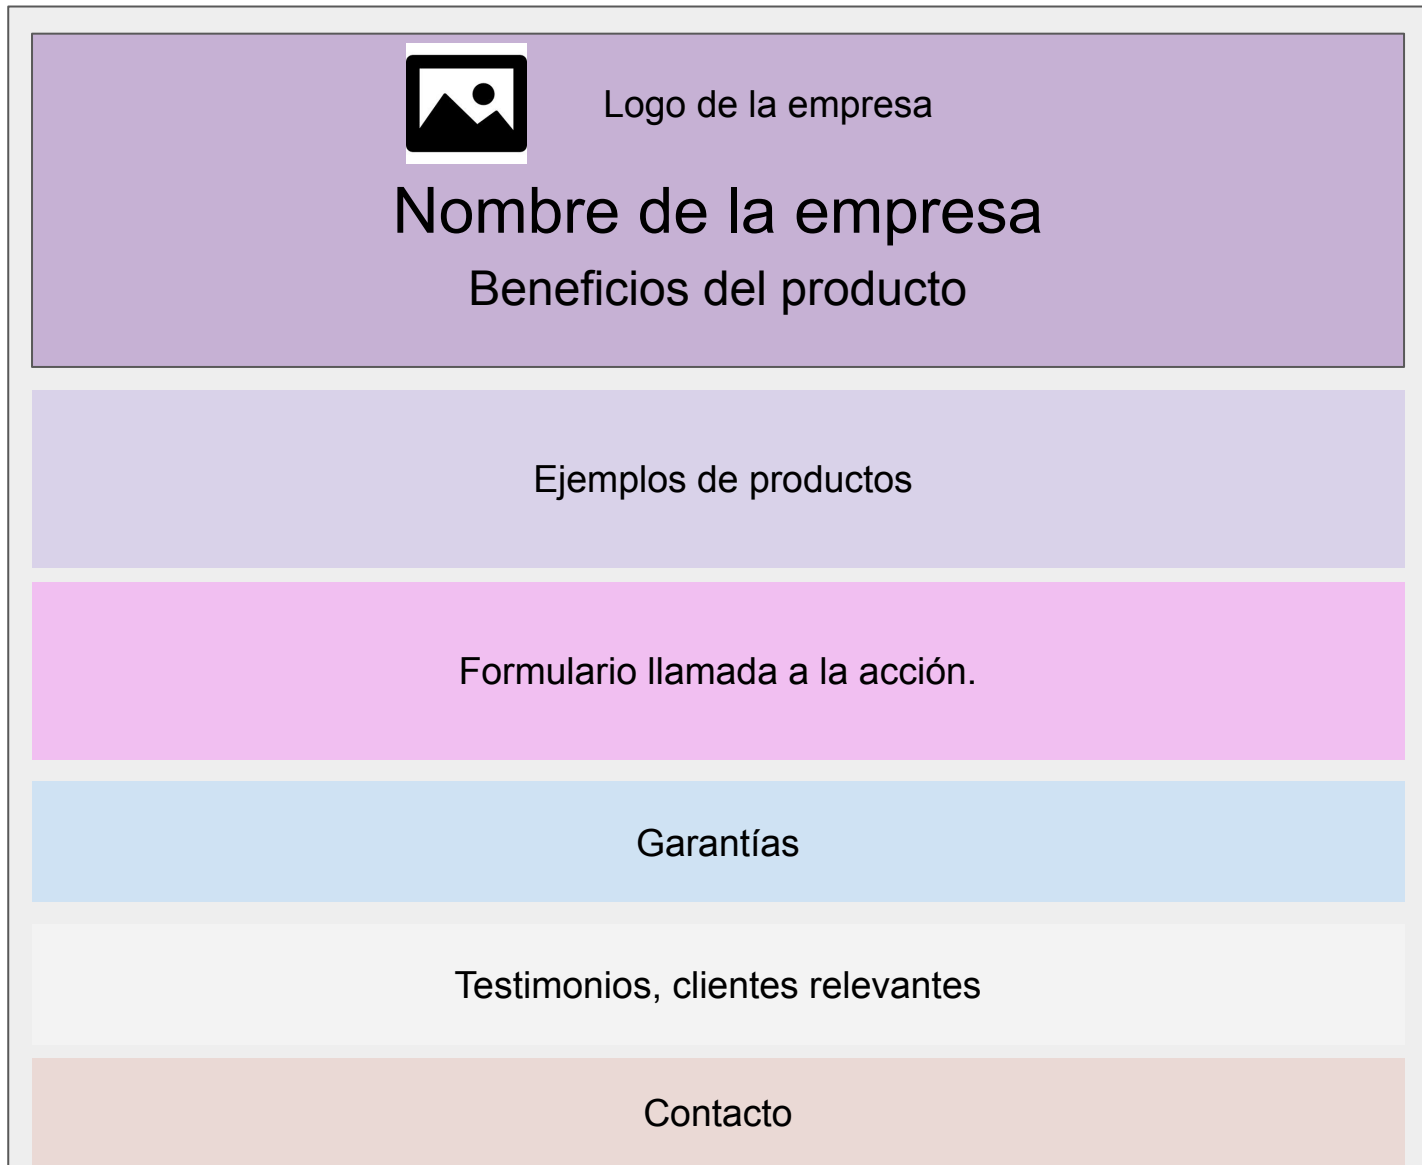 Logo de la empresa
Nombre de la empresa
Beneficios del producto
Ejemplos de productos
Formulario llamada a la acción.
Garantías
Testimonios, clientes relevantes
Contacto